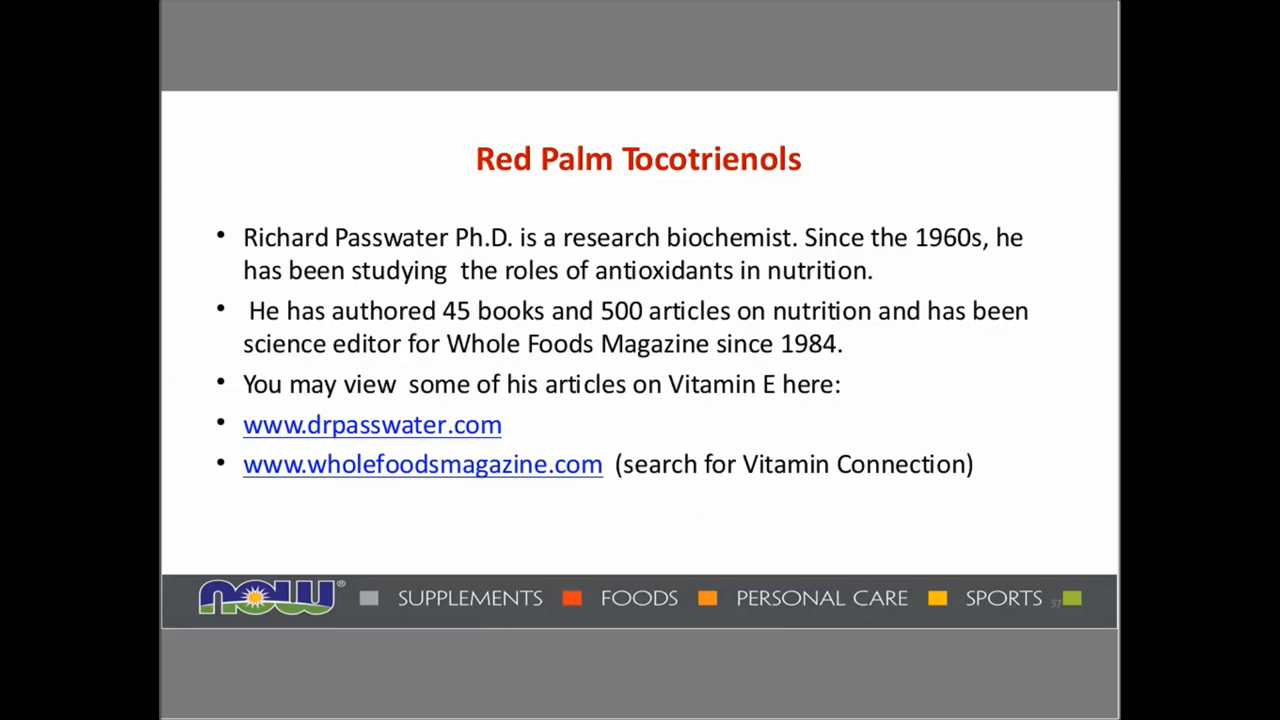 Red Palm Tocotrienols
• Richard Passwater Ph.D. is a research biochemist. Since the 1960s, he
has been studying  the roles of antioxidants in nutrition.
•  He has authored 45 books and 500 articles on nutrition and has been
science editor for Whole Foods Magazine since 1984.
• You may view  some of his articles on Vitamin E here:
• www.drpasswater.com
• www.wholefoodsmagazine.com  (search for Vitamin Connection)
now® SUPPLEMENTS FOODS PERSONAL CARE SPORTS 37